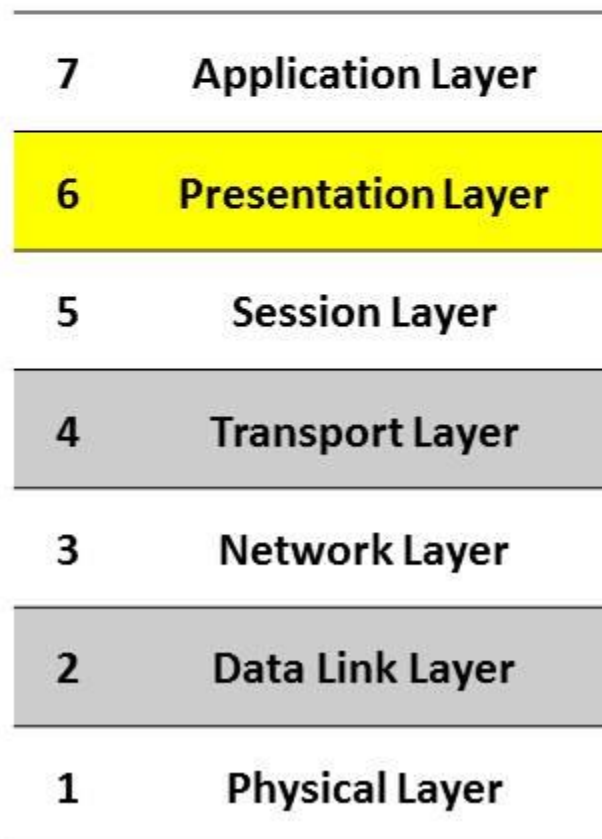 7 Application Layer
6 Presentation Layer
5 Session Layer
4 Transport Layer
3 Network Layer
2 Data Link Layer
1 Physical Layer